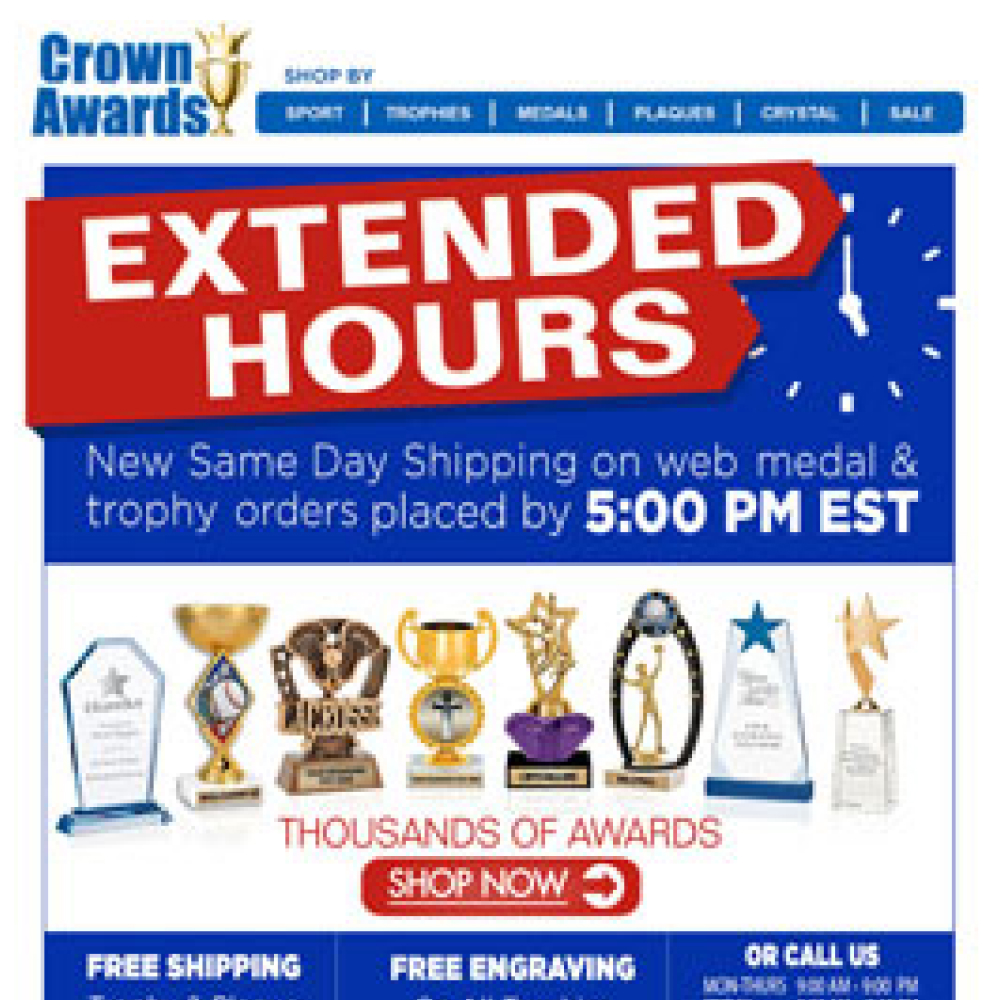 Crown
Awards
SHOP BY
SPORT | TROPHIES | MEDALS | PLAQUES | CRYSTAL | SALE
EXTENDED
HOURS
New Same Day Shipping on web medal &
trophy orders placed by 5:00 PM EST
LACROSSE
THOUSANDS OF AWARDS
SHOP NOW
FREE SHIPPING
FREE ENGRAVING
OR CALL US
MON-THURS 9:00 AM - 9:00 PM